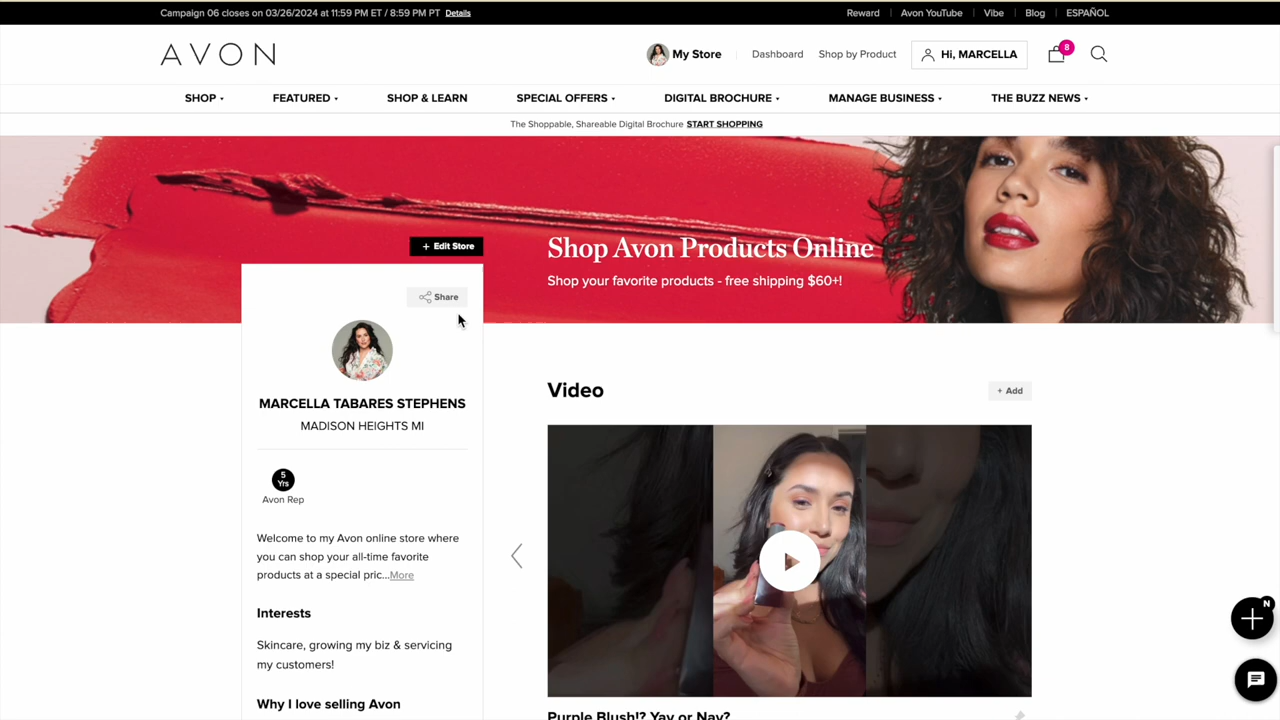 Campaign 06 closes on 03/26/2024 at 11:59 PM ET / 8:59 PM PT Details
Reward Avon YouTube Vibe Blog ESPAÑOL
AVON
My Store Dashboard Shop by Product Hi, MARCELLA 8
SHOP FEATURED SHOP & LEARN SPECIAL OFFERS DIGITAL BROCHURE MANAGE BUSINESS THE BUZZ NEWS
The Shoppable, Shareable Digital Brochure START SHOPPING
+ Edit Store
Shop Avon Products Online
Shop your favorite products - free shipping $60+!
Share
MARCELLA TABARES STEPHENS
MADISON HEIGHTS MI
5
Yrs
Avon Rep
Welcome to my Avon online store where
you can shop your all-time favorite
products at a special pric...More
Interests
Skincare, growing my biz & servicing
my customers!
Why I love selling Avon
Video
+ Add
Purple Blush!? Yay or Nay?
N